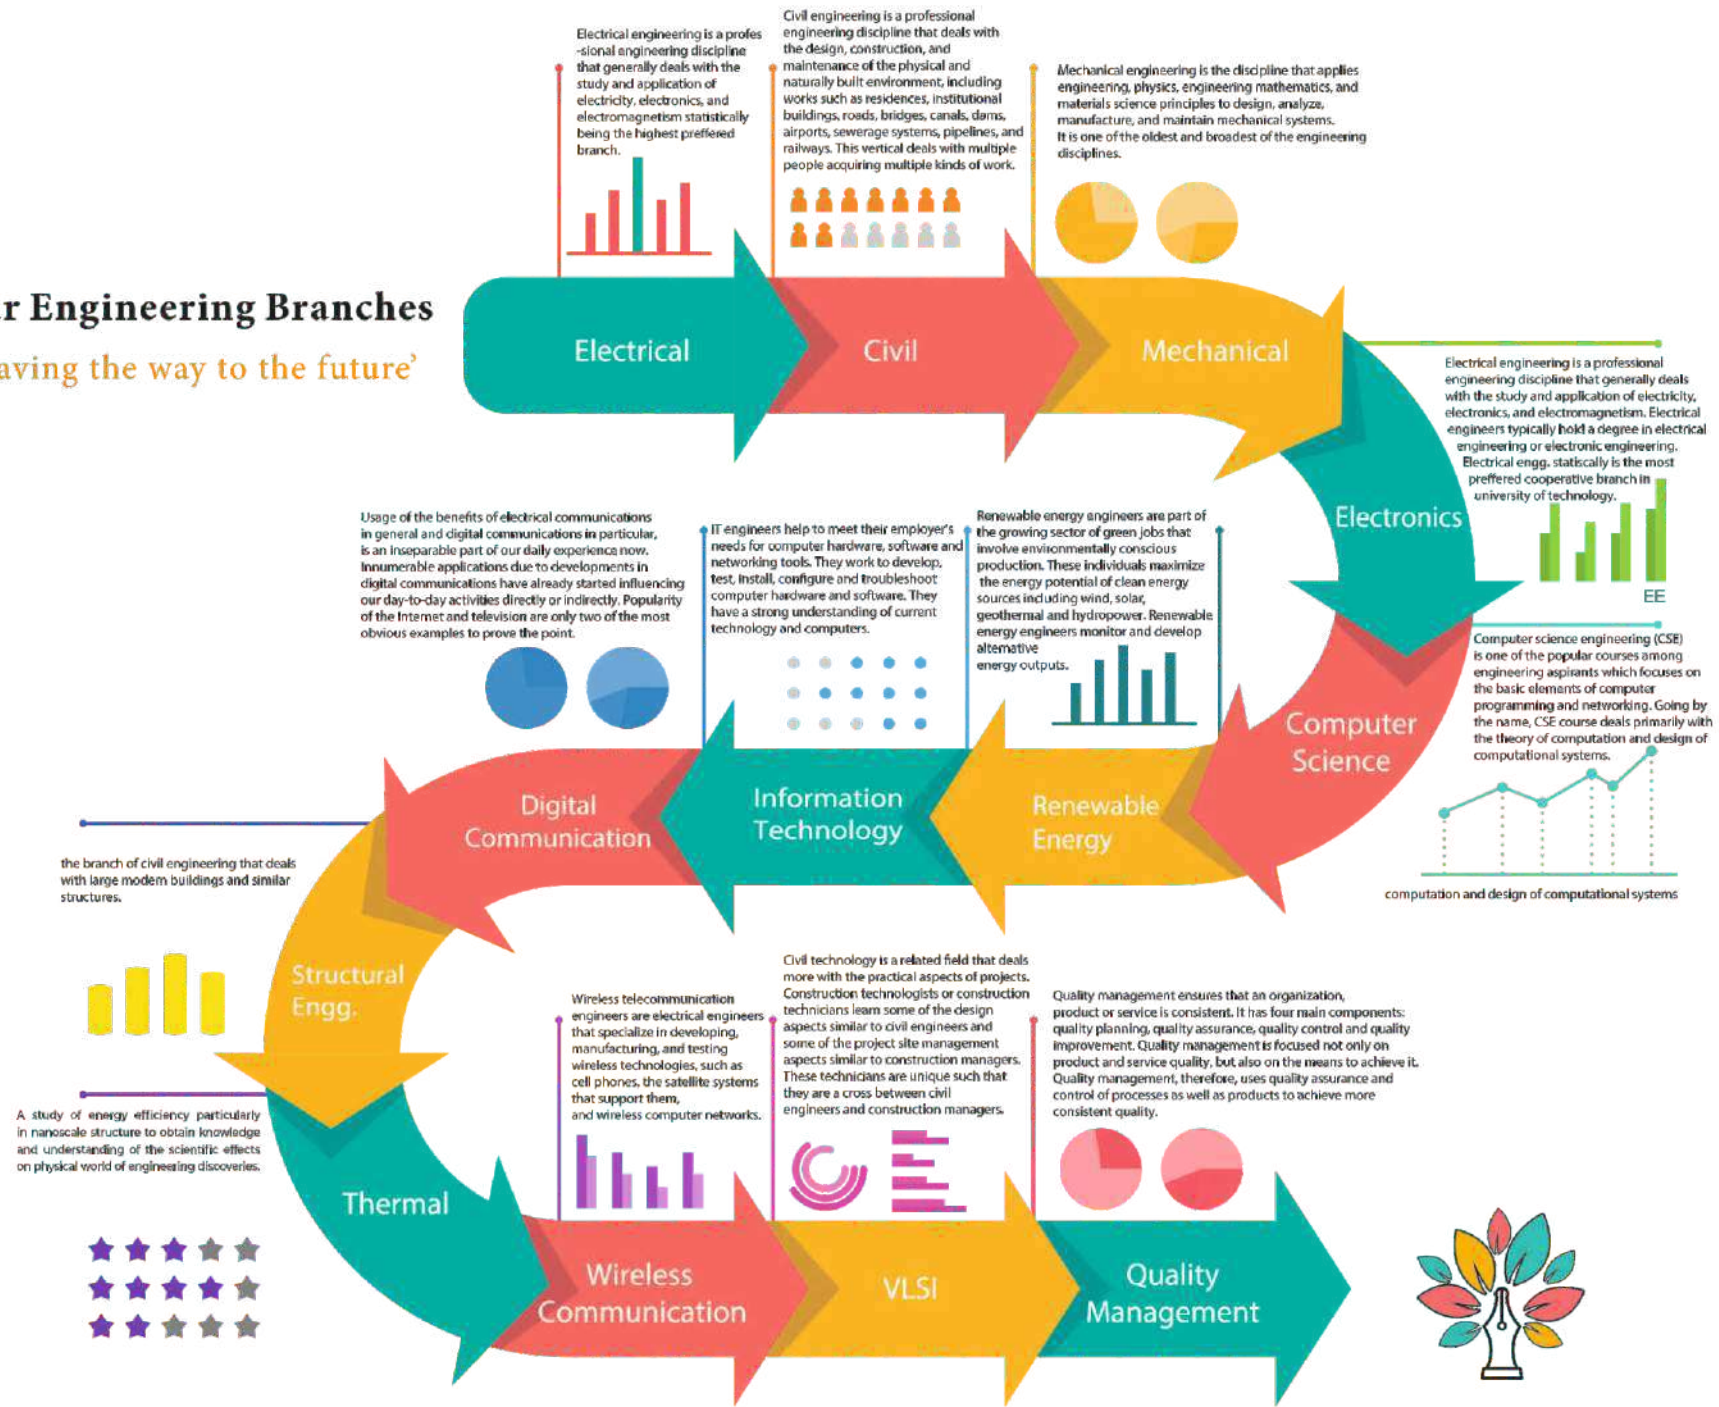 r Engineering Branches
aving the way to the future’
Electrical engineering is a profes
-sional engineering discipline
that generally deals with the
study and application of
electricity, electronics, and
electromagnetism statistically
being the highest preffered
branch.
Civil engineering is a professional
engineering discipline that deals with
the design, construction, and
maintenance of the physical and
naturally built environment, including
works such as residences, institutional
buildings, roads, bridges, canals, dams,
airports, sewerage systems, pipelines, and
railways. This vertical deals with multiple
people acquiring multiple kinds of work.
Mechanical engineering is the discipline that applies
engineering, physics, engineering mathematics, and
materials science principles to design, analyze,
manufacture, and maintain mechanical systems.
It is one of the oldest and broadest of the engineering
disciplines.
Electrical
Civil
Mechanical
Electrical engineering is a professional
engineering discipline that generally deals
with the study and application of electricity,
electronics, and electromagnetism. Electrical
engineers typically hold a degree in electrical
engineering or electronic engineering.
Electrical engg. statiscally is the most
preffered cooperative branch in
university of technology.
EE
Electronics
Computer science engineering (CSE)
is one of the popular courses among
engineering aspirants which focuses on
the basic elements of computer
programming and networking. Going by
the name, CSE course deals primarily with
the theory of computation and design of
computational systems.
computation and design of computational systems
Computer
Science
Renewable energy engineers are part of
the growing sector of green jobs that
involve environmentally conscious
production. These individuals maximize
the energy potential of clean energy
sources including wind, solar,
geothermal and hydropower. Renewable
energy engineers monitor and develop
alternative
energy outputs.
Renewable
Energy
IT engineers help to meet their employer's
needs for computer hardware, software and
networking tools. They work to develop,
test, install, configure and troubleshoot
computer hardware and software. They
have a strong understanding of current
technology and computers.
Information
Technology
Usage of the benefits of electrical communications
in general and digital communications in particular,
is an inseparable part of our daily experience now.
Innumerable applications due to developments in
digital communications have already started influencing
our day-to-day activities directly or indirectly. Popularity
of the Internet and television are only two of the most
obvious examples to prove the point.
Digital
Communication
the branch of civil engineering that deals
with large modern buildings and similar
structures.
Structural
Engg.
A study of energy efficiency particularly
in nanoscale structure to obtain knowledge
and understanding of the scientific effects
on physical world of engineering discoveries.
Thermal
Wireless telecommunication
engineers are electrical engineers
that specialize in developing,
manufacturing, and testing
wireless technologies, such as
cell phones, the satellite systems
that support them,
and wireless computer networks.
Wireless
Communication
Civil technology is a related field that deals
more with the practical aspects of projects.
Construction technologists or construction
technicians learn some of the design
aspects similar to civil engineers and
some of the project site management
aspects similar to construction managers.
These technicians are unique such that
they are a cross between civil
engineers and construction managers.
VLSI
Quality management ensures that an organization,
product or service is consistent. It has four main components:
quality planning, quality assurance, quality control and quality
improvement. Quality management is focused not only on
product and service quality, but also on the means to achieve it.
Quality management, therefore, uses quality assurance and
control of processes as well as products to achieve more
consistent quality.
Quality
Management